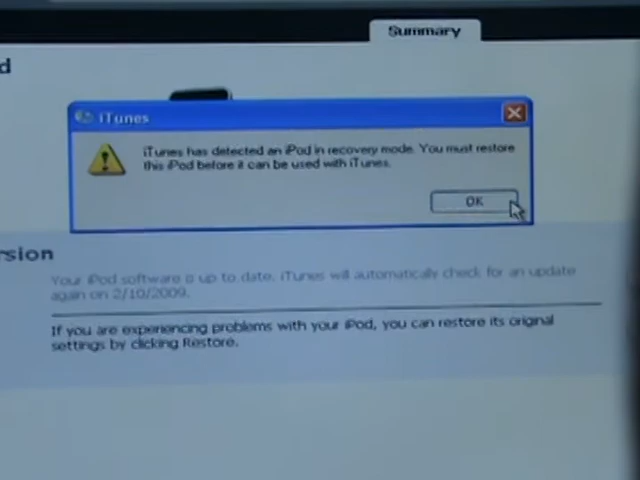 Summary
d
iTunes
iTunes has detected an iPod in recovery mode. You must restore
this iPod before it can be used with iTunes.
OK
rsion
Your iPod software is up to date. iTunes will automatically check for an update
again on 2/10/2009.
If you are experiencing problems with your iPod, you can restore its original
settings by clicking Restore.